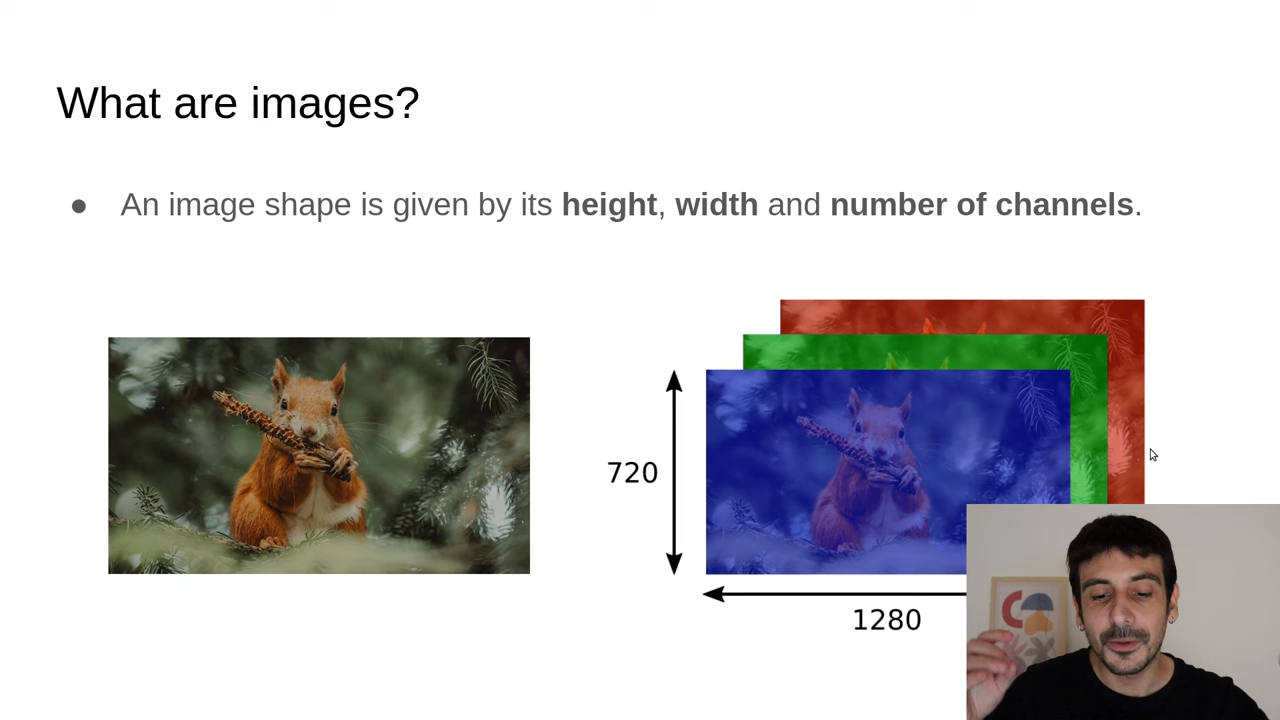 What are images?
● An image shape is given by its height, width and number of channels.
720
1280